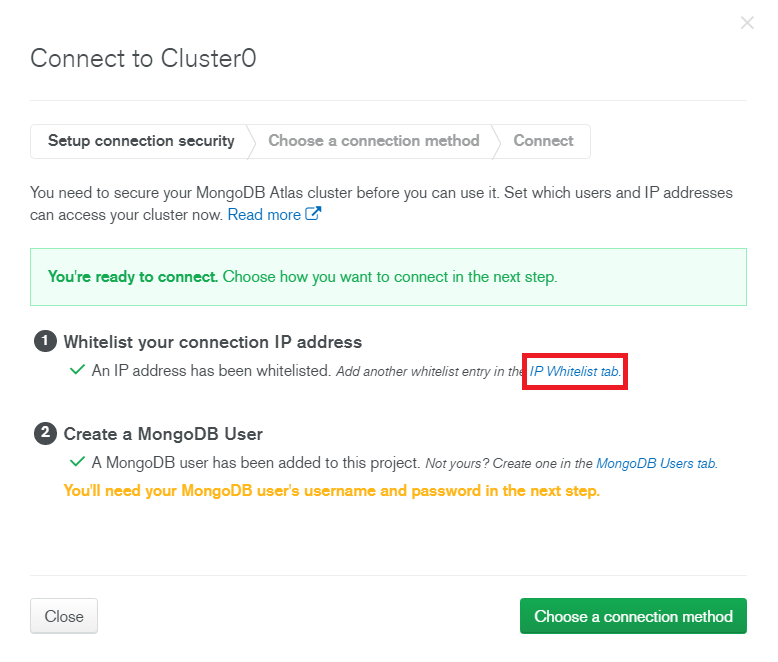 Connect to Cluster0
Setup connection security
Choose a connection method
Connect
You need to secure your MongoDB Atlas cluster before you can use it. Set which users and IP addresses
can access your cluster now. Read more
You're ready to connect. Choose how you want to connect in the next step.
1 Whitelist your connection IP address
An IP address has been whitelisted. Add another whitelist entry in the IP Whitelist tab.
2 Create a MongoDB User
A MongoDB user has been added to this project. Not yours? Create one in the MongoDB Users tab.
You'll need your MongoDB user's username and password in the next step.
Close
Choose a connection method